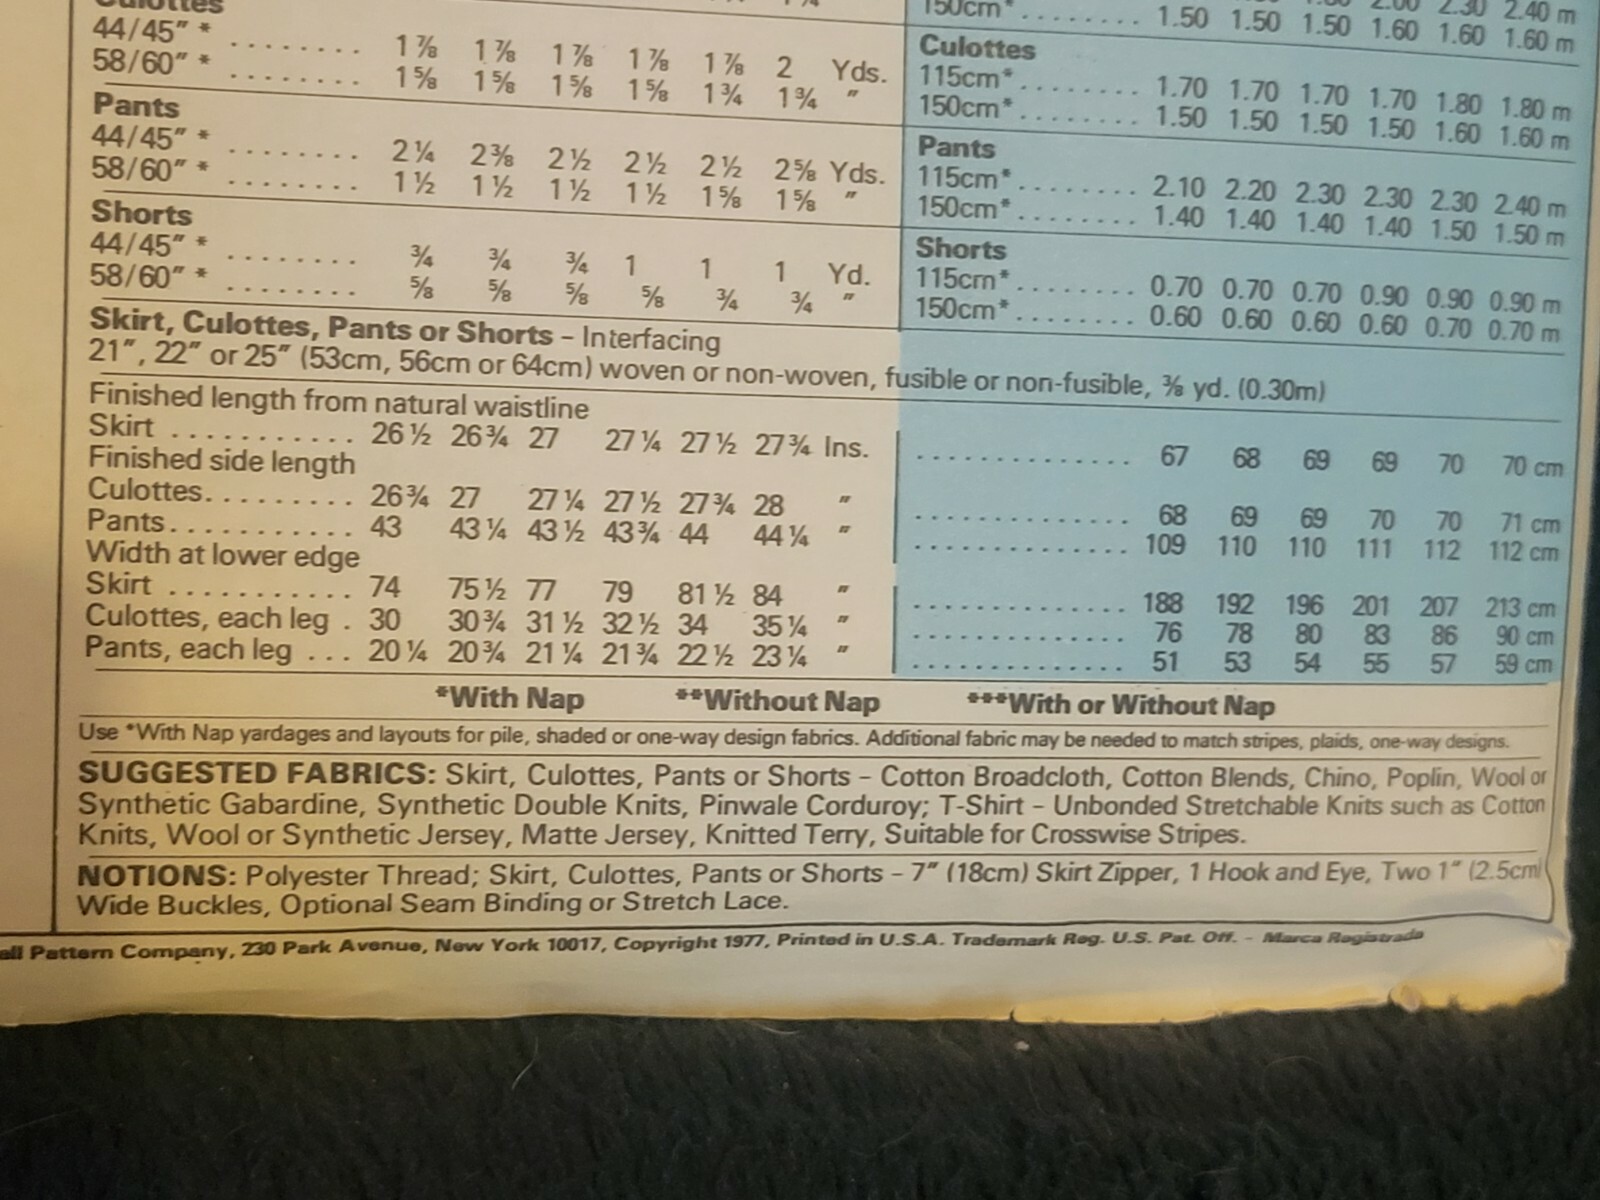 Culottes
44/45″ * ........ 1⅞ 1⅞ 1⅞ 1⅞ 1⅞ 2 Yds.
58/60″ * ........ 1⅝ 1⅝ 1⅝ 1⅝ 1¾ 1¾ ″
Pants
44/45″ * ........ 2¼ 2⅜ 2½ 2½ 2½ 2⅝ Yds.
58/60″ * ........ 1½ 1½ 1½ 1½ 1⅝ 1⅝ ″
Shorts
44/45″ * ........ ¾ ¾ ¾ 1 1 1 Yd.
58/60″ * ........ ⅝ ⅝ ⅝ ⅝ ¾ ¾ ″
2.30 2.40 m
150cm* ........ 1.50 1.50 1.50 1.60 1.60 1.60 m
Culottes
115cm* ........ 1.70 1.70 1.70 1.70 1.80 1.80 m
150cm* ........ 1.50 1.50 1.50 1.50 1.60 1.60 m
Pants
115cm* ........ 2.10 2.20 2.30 2.30 2.30 2.40 m
150cm* ........ 1.40 1.40 1.40 1.40 1.50 1.50 m
Shorts
115cm* ........ 0.70 0.70 0.70 0.90 0.90 0.90 m
150cm* ........ 0.60 0.60 0.60 0.60 0.70 0.70 m
Skirt, Culottes, Pants or Shorts – Interfacing
21″, 22″ or 25″ (53cm, 56cm or 64cm) woven or non-woven, fusible or non-fusible, ⅜ yd. (0.30m)
Finished length from natural waistline
Skirt ........... 26½ 26¾ 27 27¼ 27½ 27¾ Ins. ............. 67 68 69 69 70 70 cm
Finished side length
Culottes ......... 26¾ 27 27¼ 27½ 27¾ 28 ″ ............. 68 69 69 70 70 71 cm
Pants ........... 43 43¼ 43½ 43¾ 44 44¼ ″ ............. 109 110 110 111 112 112 cm
Width at lower edge
Skirt ........... 74 75½ 77 79 81½ 84 ″ ............. 188 192 196 201 207 213 cm
Culottes, each leg . 30 30¾ 31½ 32½ 34 35¼ ″ ............. 76 78 80 83 86 90 cm
Pants, each leg ... 20¼ 20¾ 21¼ 21¾ 22½ 23¼ ″ ............. 51 53 54 55 57 59 cm
*With Nap **Without Nap ***With or Without Nap
Use *With Nap yardages and layouts for pile, shaded or one-way design fabrics. Additional fabric may be needed to match stripes, plaids, one-way designs.
SUGGESTED FABRICS: Skirt, Culottes, Pants or Shorts – Cotton Broadcloth, Cotton Blends, Chino, Poplin, Wool or
Synthetic Gabardine, Synthetic Double Knits, Pinwale Corduroy; T-Shirt – Unbonded Stretchable Knits such as Cotton
Knits, Wool or Synthetic Jersey, Matte Jersey, Knitted Terry, Suitable for Crosswise Stripes.
NOTIONS: Polyester Thread; Skirt, Culottes, Pants or Shorts – 7″ (18cm) Skirt Zipper, 1 Hook and Eye, Two 1″ (2.5cm)
Wide Buckles, Optional Seam Binding or Stretch Lace.
all Pattern Company, 230 Park Avenue, New York 10017, Copyright 1977, Printed in U.S.A. Trademark Reg. U.S. Pat. Off. – Marca Registrada